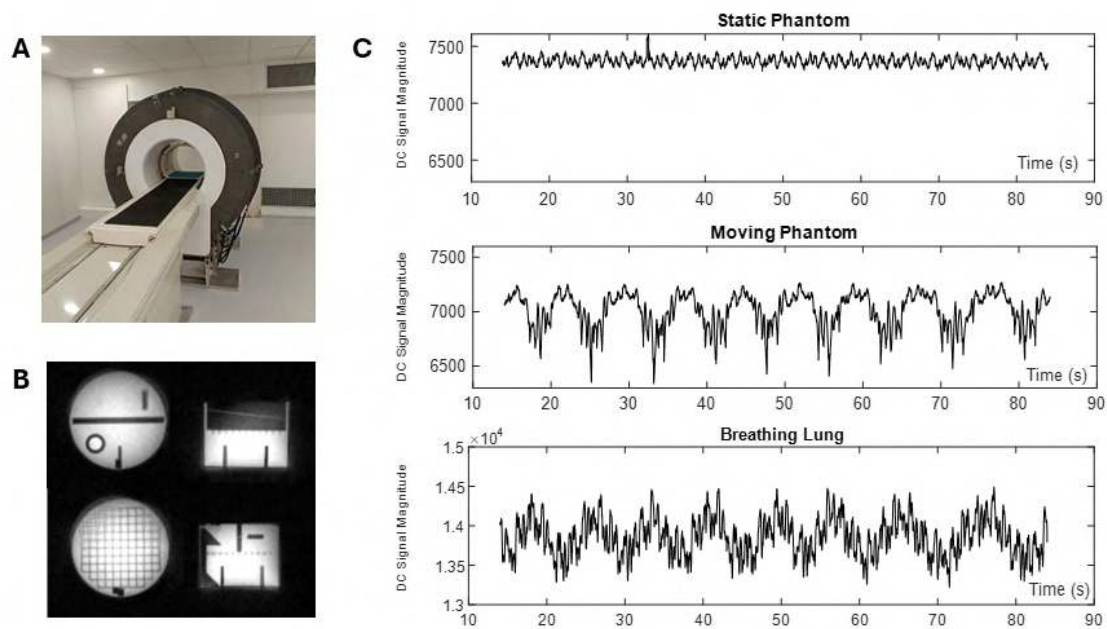 A
B
C
Static Phantom
DC Signal Magnitude
7500
7000
6500
Time (s)
10 20 30 40 50 60 70 80 90
Moving Phantom
DC Signal Magnitude
7500
7000
6500
Time (s)
10 20 30 40 50 60 70 80 90
Breathing Lung
DC Signal Magnitude
×10⁴
1.5
1.45
1.4
1.35
1.3
Time (s)
10 20 30 40 50 60 70 80 90